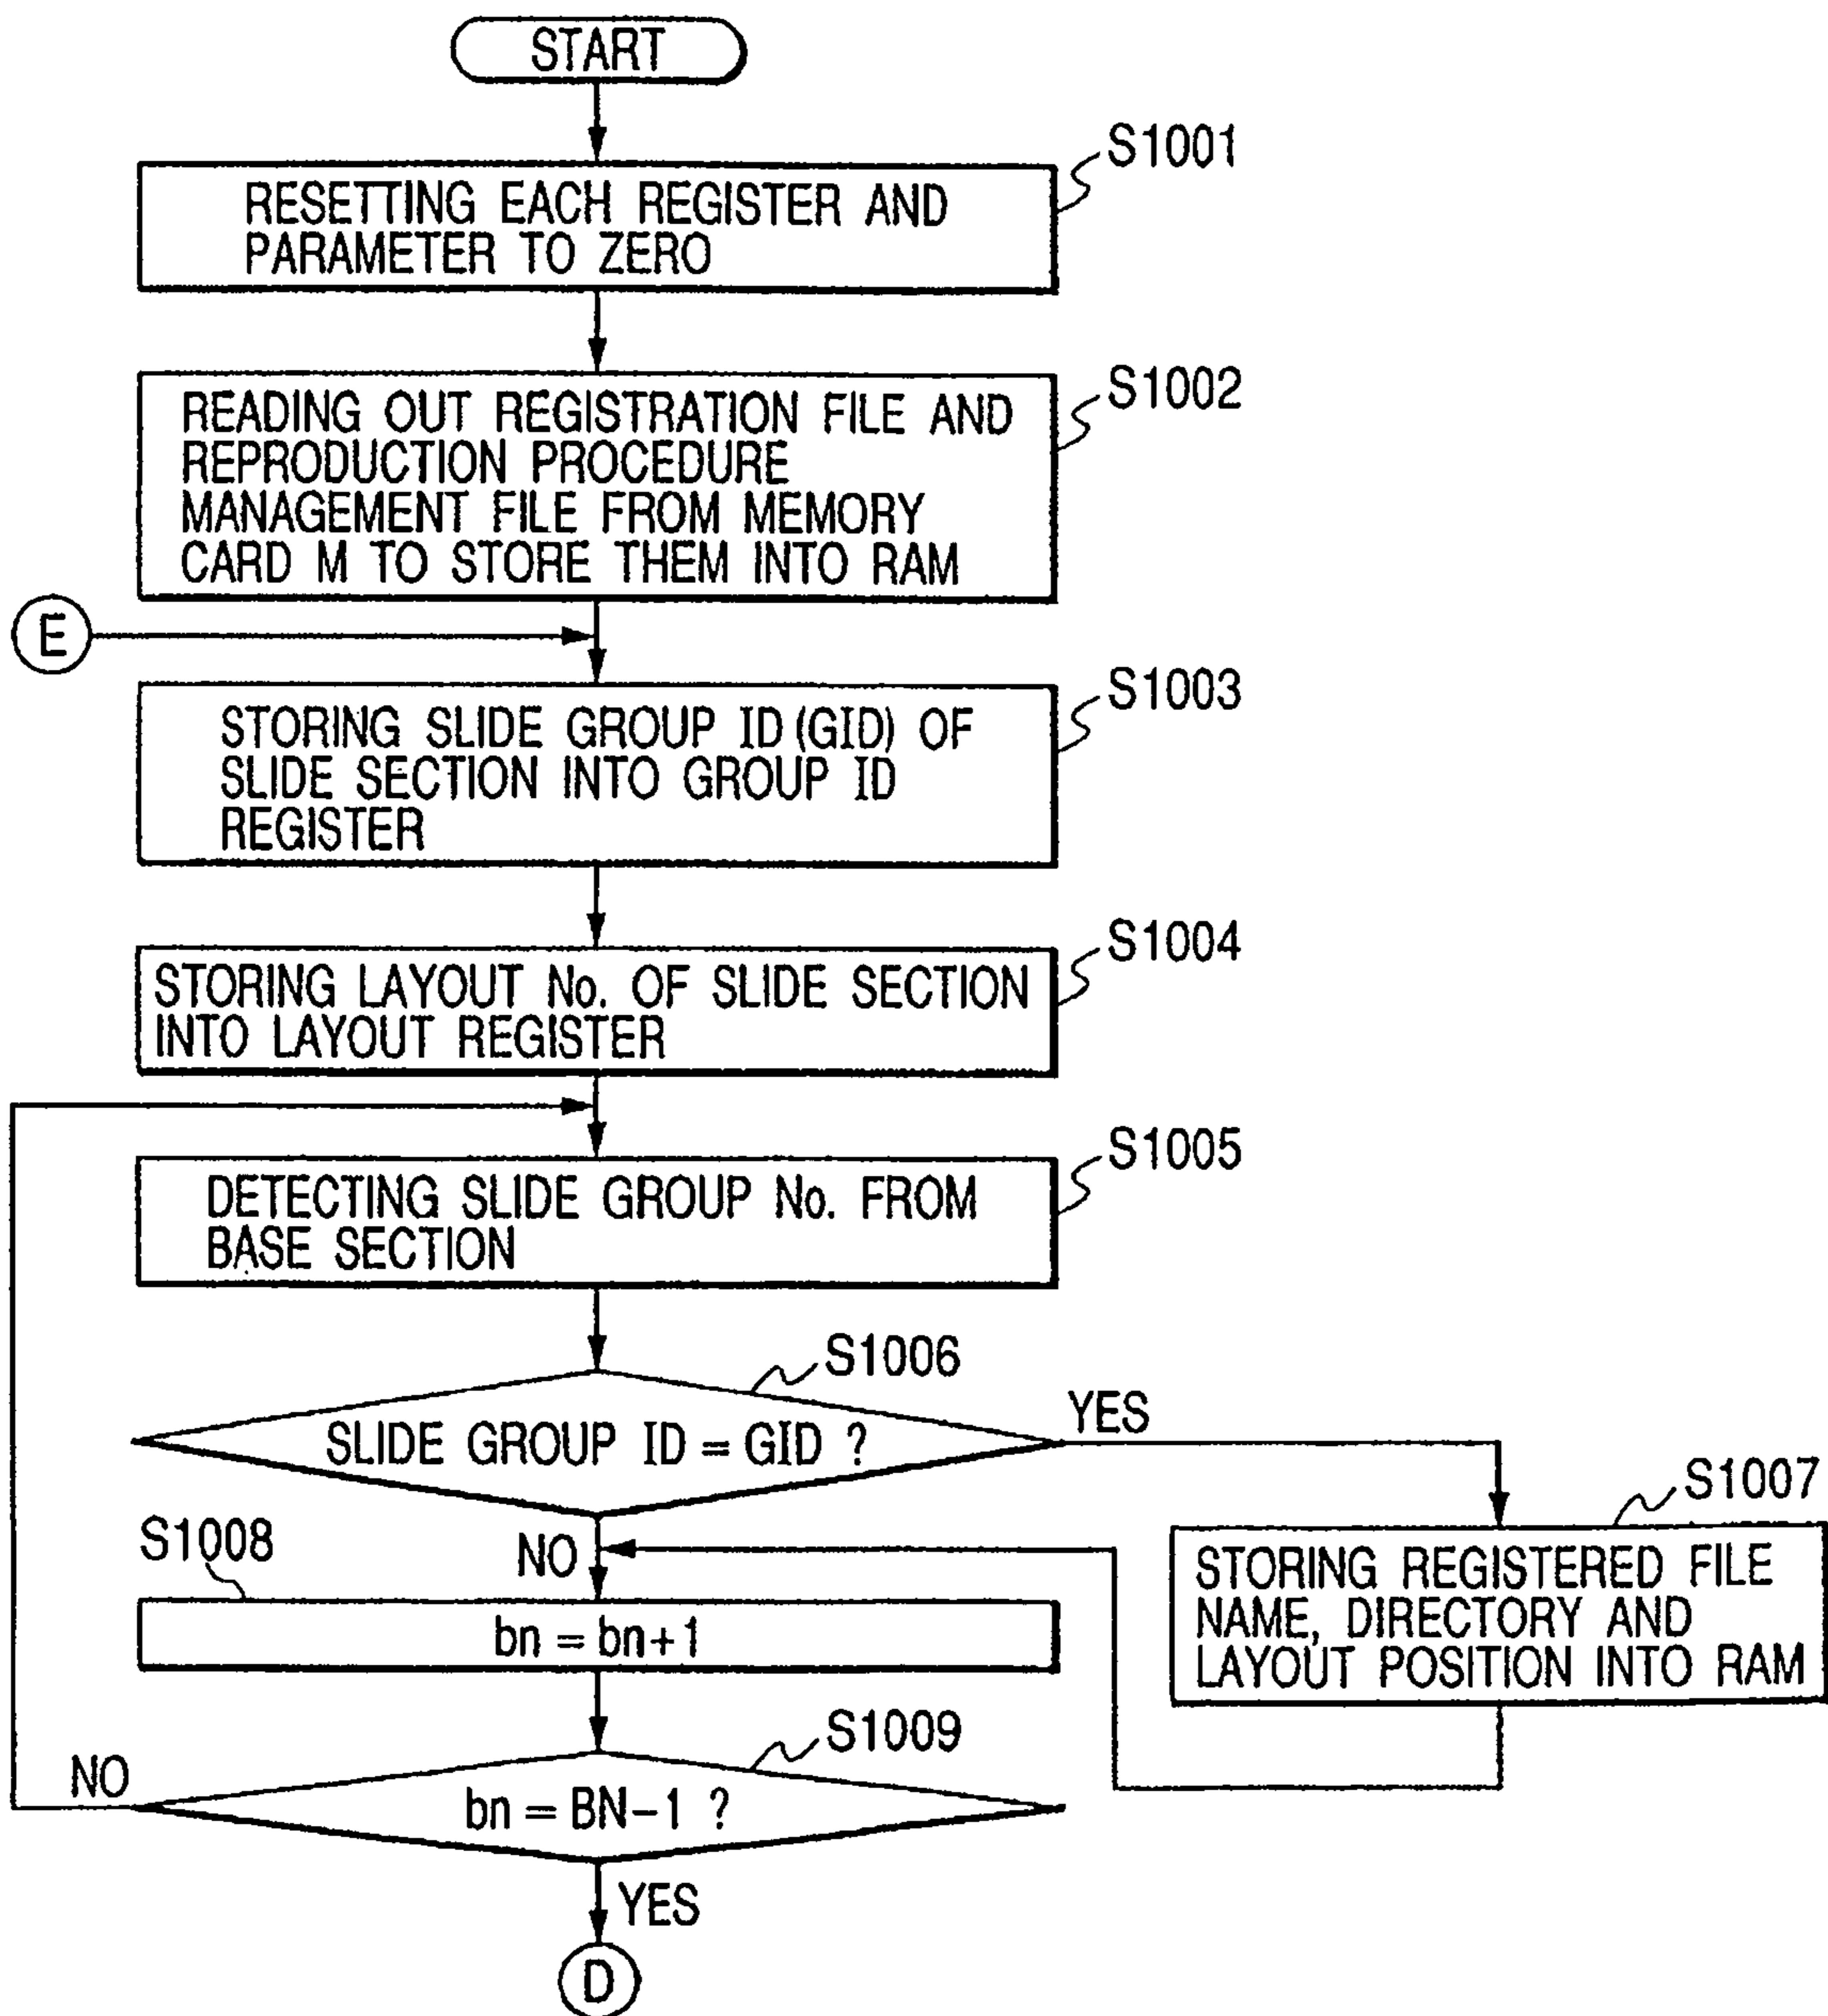 START
S1001
RESETTING EACH REGISTER AND
PARAMETER TO ZERO
S1002
READING OUT REGISTRATION FILE AND
REPRODUCTION PROCEDURE
MANAGEMENT FILE FROM MEMORY
CARD M TO STORE THEM INTO RAM
E
S1003
STORING SLIDE GROUP ID (GID) OF
SLIDE SECTION INTO GROUP ID
REGISTER
S1004
STORING LAYOUT No. OF SLIDE SECTION
INTO LAYOUT REGISTER
S1005
DETECTING SLIDE GROUP No. FROM
BASE SECTION
S1006
SLIDE GROUP ID = GID ?
YES
S1007
STORING REGISTERED FILE
NAME, DIRECTORY AND
LAYOUT POSITION INTO RAM
NO
S1008
bn = bn+1
S1009
bn = BN-1 ?
NO
YES
D